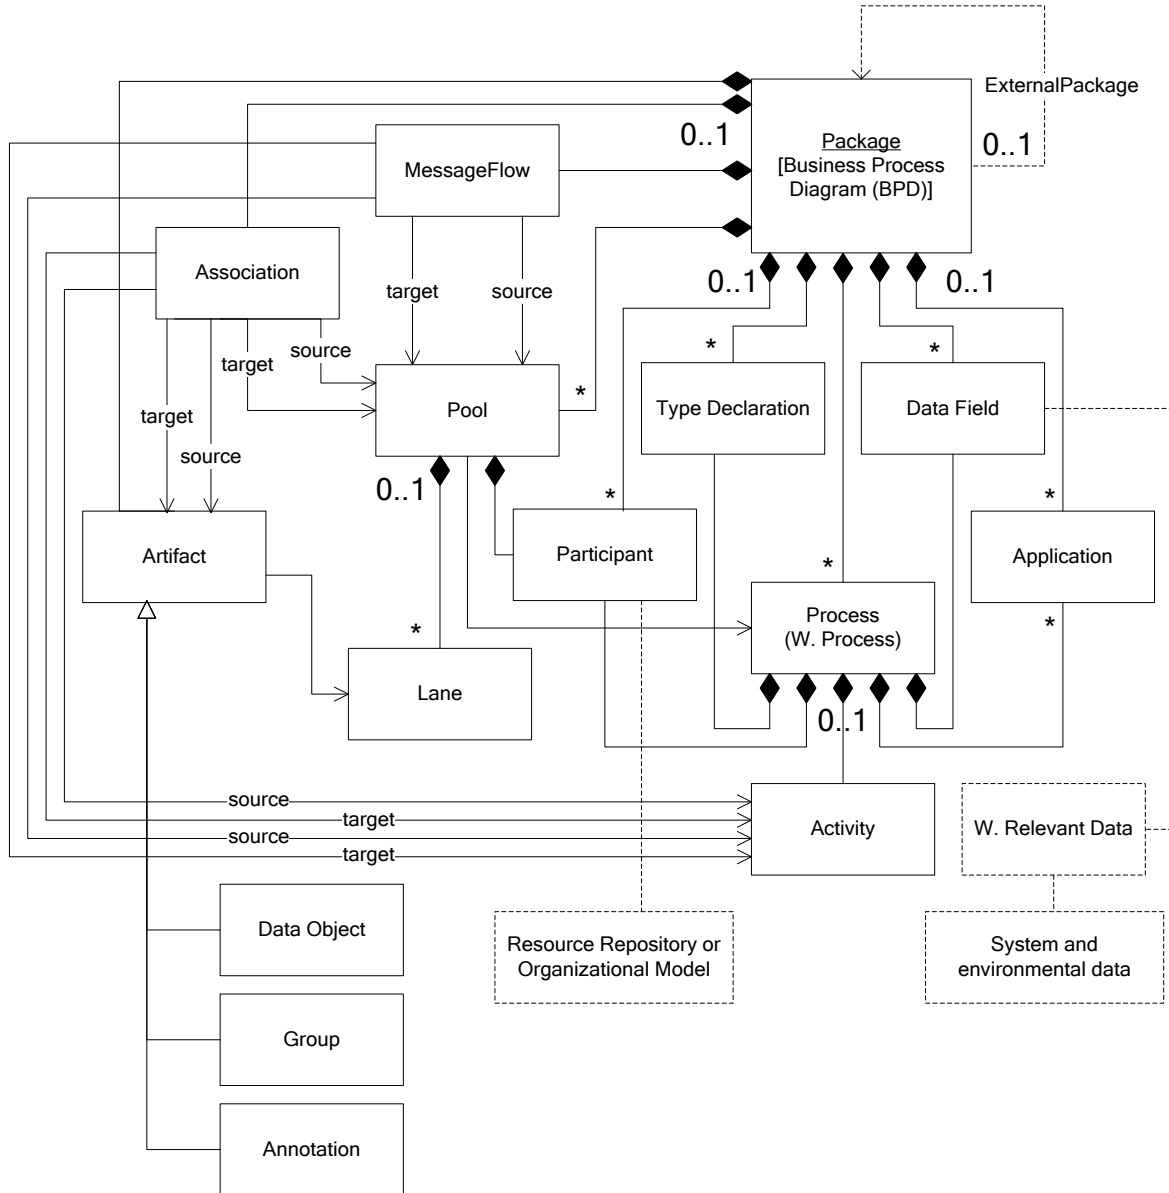 ExternalPackage
0..1
0..1
Package
[Business Process
Diagram (BPD)]
MessageFlow
Association
0..1
0..1
target
source
source
target
*
*
*
Pool
Type Declaration
Data Field
target
source
0..1
*
*
Artifact
Participant
Application
*
Process
(W. Process)
*
*
Lane
0..1
source
target
source
target
Activity
W. Relevant Data
Data Object
Resource Repository or
Organizational Model
System and
environmental data
Group
Annotation